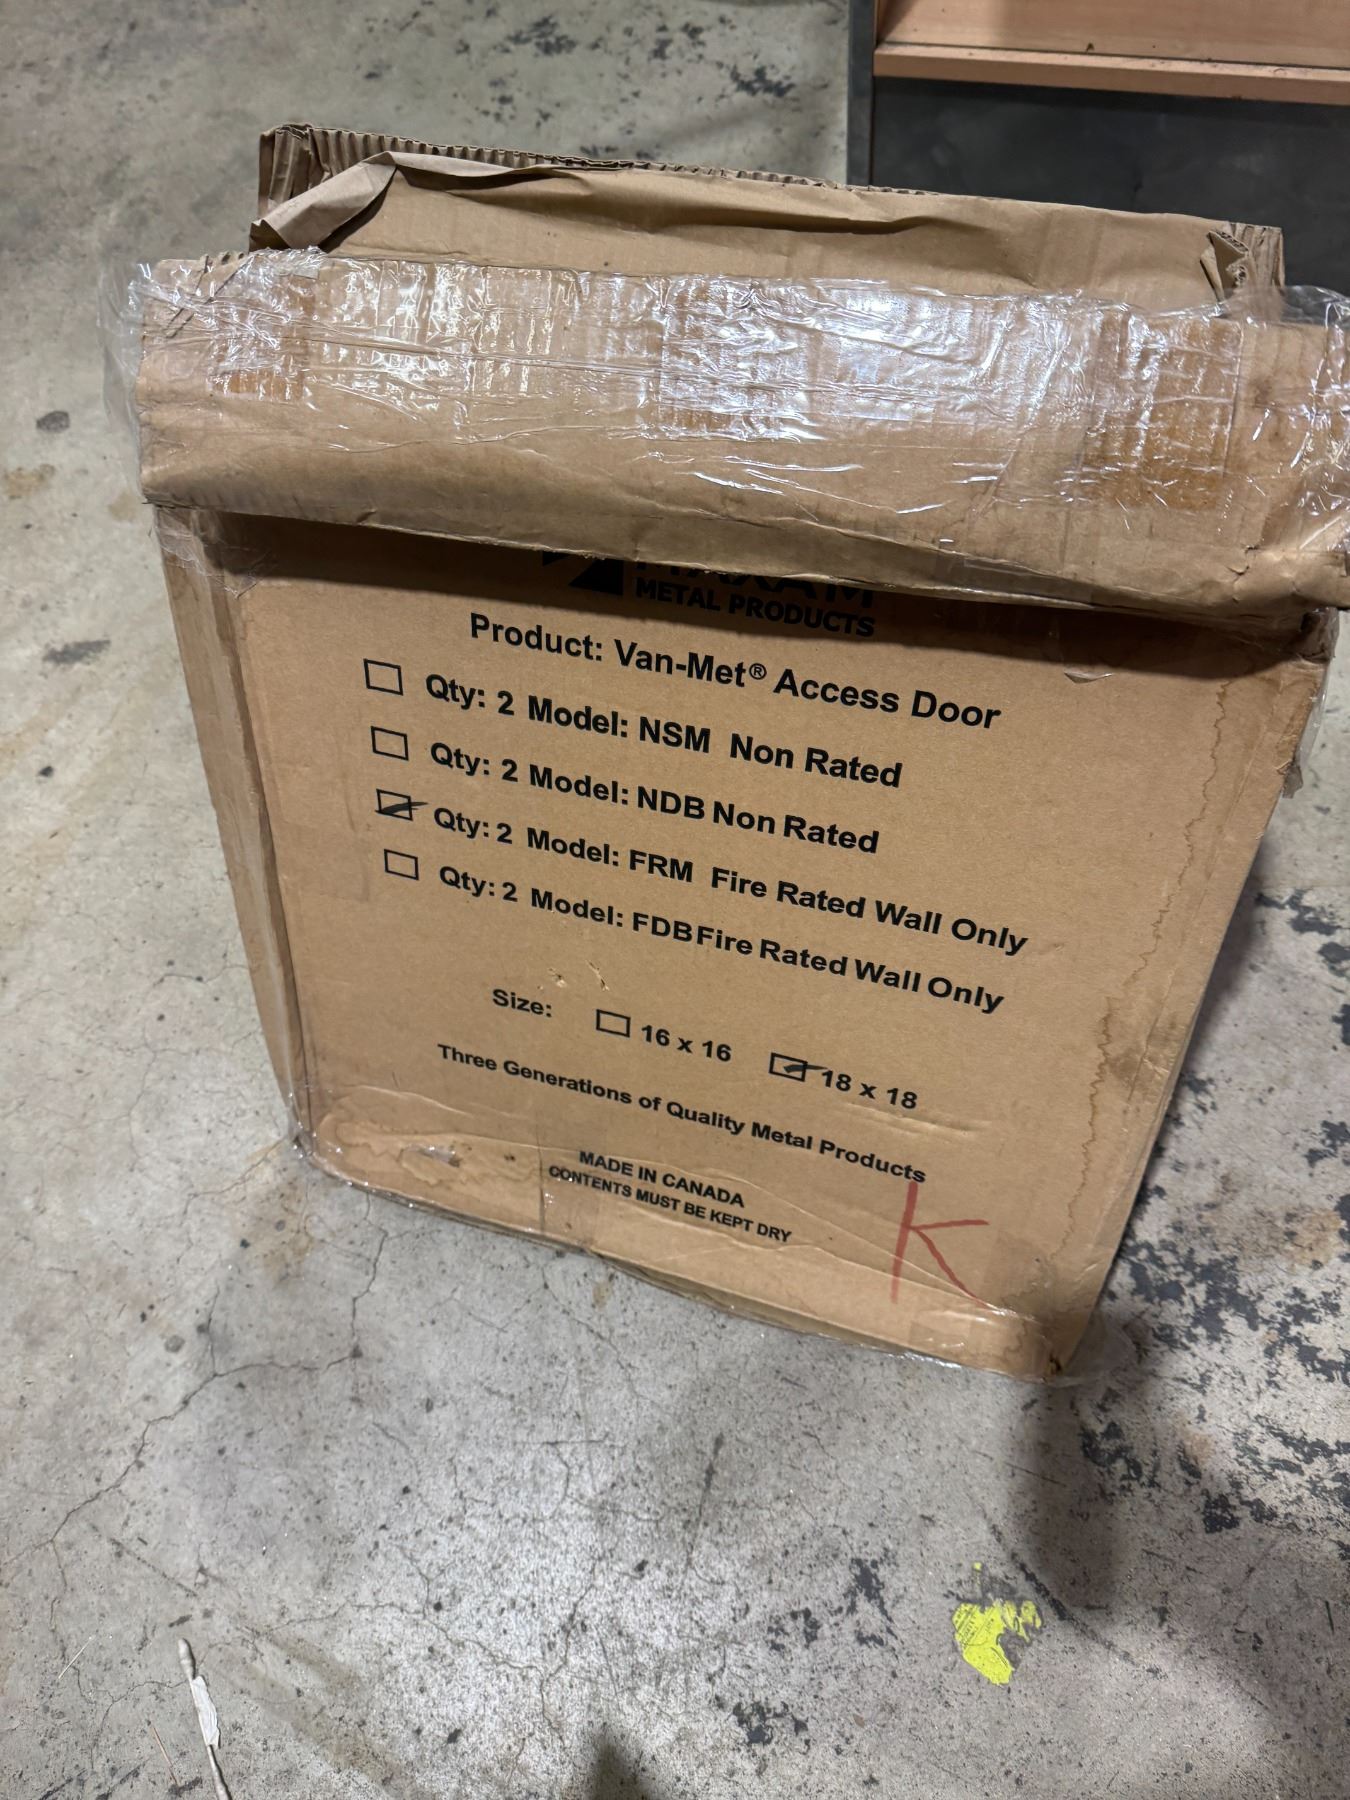 METAL PRODUCTS
Product: Van-Met® Access Door
Qty: 2 Model: NSM Non Rated
Qty: 2 Model: NDB Non Rated
Qty: 2 Model: FRM Fire Rated Wall Only
Qty: 2 Model: FDB Fire Rated Wall Only
Size: 16 x 16 18 x 18
Three Generations of Quality Metal Products
MADE IN CANADA
CONTENTS MUST BE KEPT DRY
K